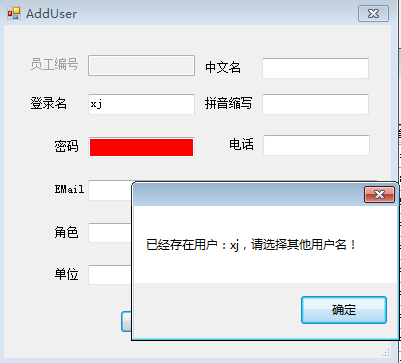 AddUser
员工编号
中文名
登录名
xj
拼音缩写
密码
电话
EMail
角色
单位
已经存在用户：xj，请选择其他用户名！
确定